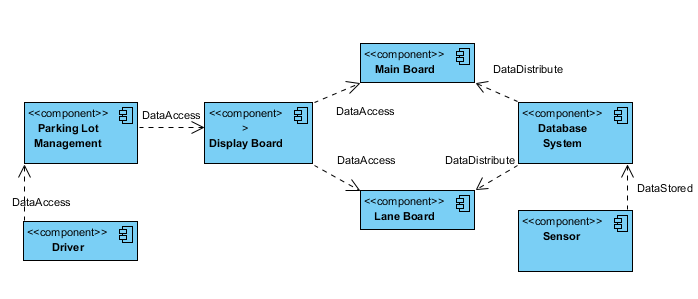 <<component>>
Main Board
DataDistribute
<<component>>
Parking Lot
Management
DataAccess
<<component>
>
Display Board
DataAccess
<<component>>
Database
System
DataAccess
DataDistribute
<<component>>
Lane Board
DataStored
DataAccess
<<component>>
Driver
<<component>>
Sensor